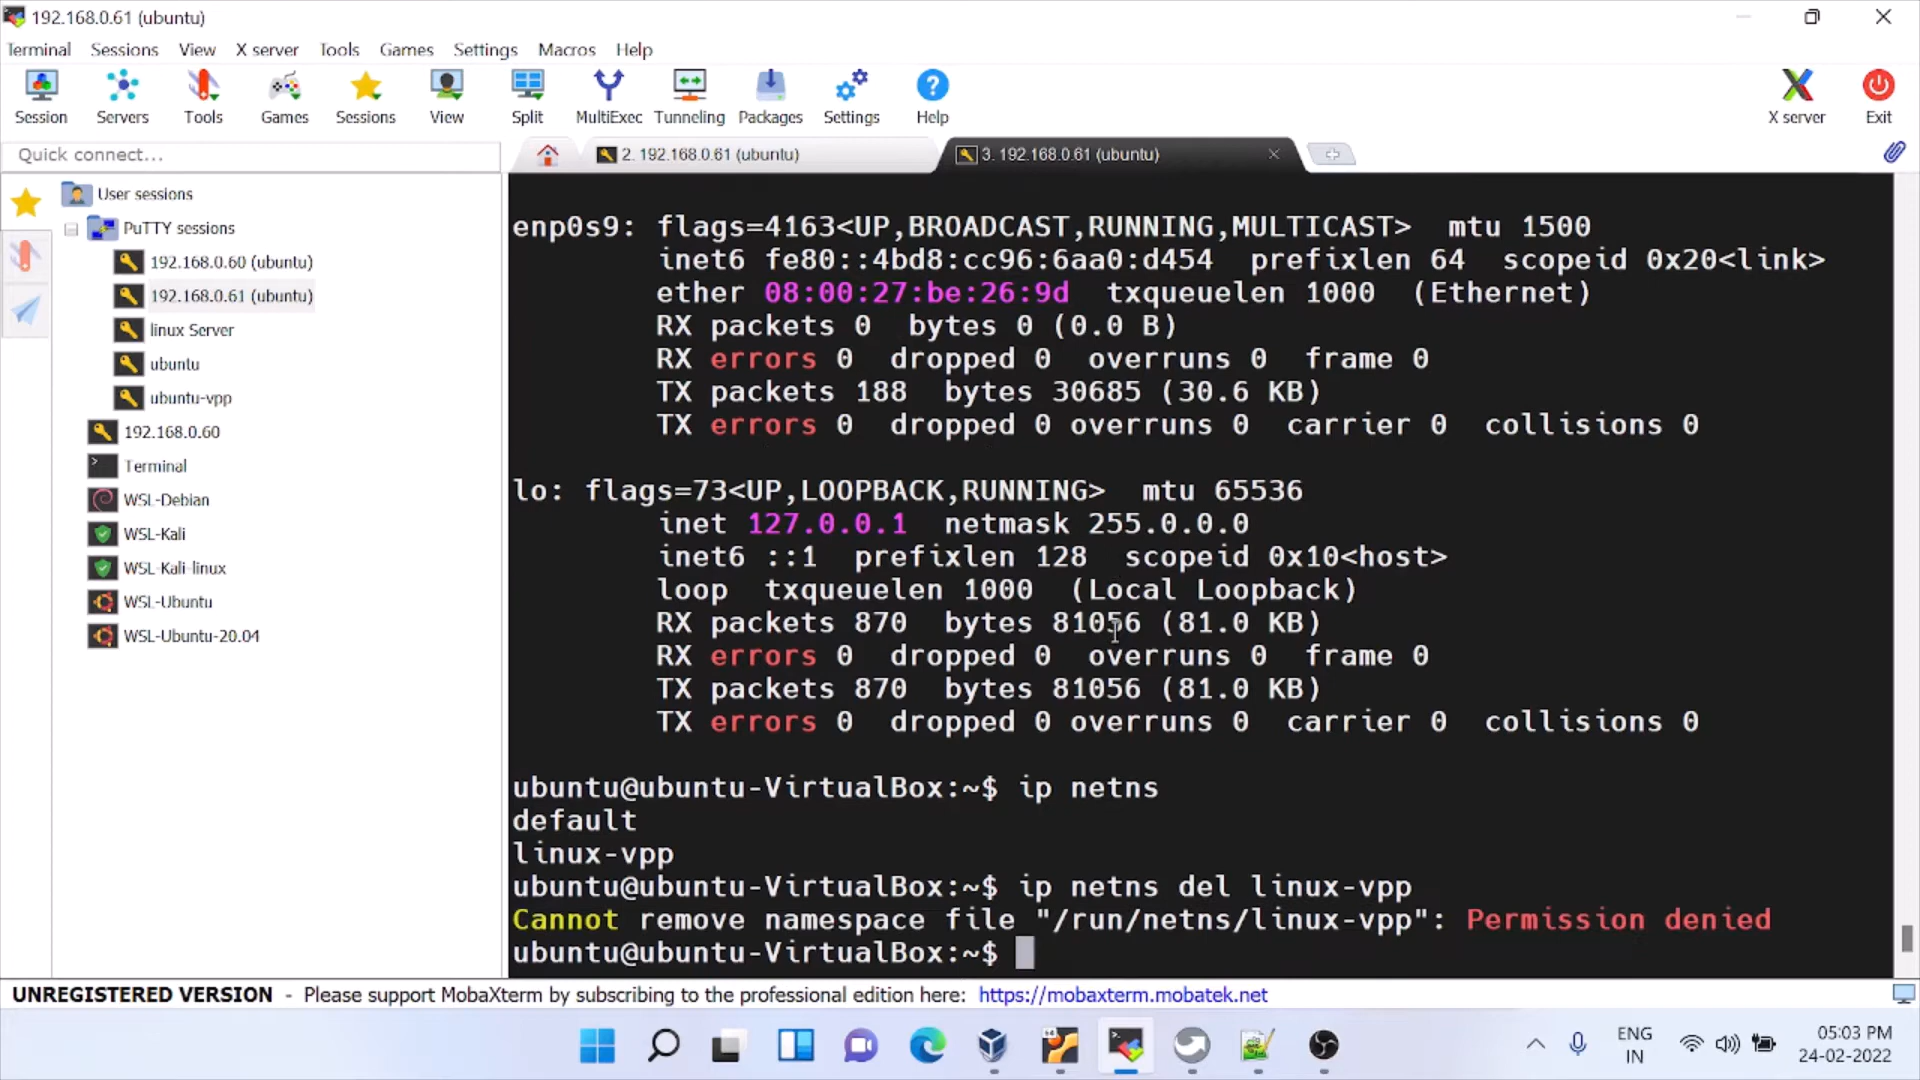 192.168.0.61 (ubuntu)
Terminal Sessions View X server Tools Games Settings Macros Help
Session Servers Tools Games Sessions View Split MultiExec Tunneling Packages Settings Help X server Exit
Quick connect...
2. 192.168.0.61 (ubuntu)
3. 192.168.0.61 (ubuntu)
User sessions
PuTTY sessions
192.168.0.60 (ubuntu)
192.168.0.61 (ubuntu)
linux Server
ubuntu
ubuntu-vpp
192.168.0.60
Terminal
WSL-Debian
WSL-Kali
WSL-Kali-linux
WSL-Ubuntu
WSL-Ubuntu-20.04
enp0s9: flags=4163<UP,BROADCAST,RUNNING,MULTICAST>  mtu 1500
inet6 fe80::4bd8:cc96:6aa0:d454  prefixlen 64  scopeid 0x20<link>
ether 08:00:27:be:26:9d  txqueuelen 1000  (Ethernet)
RX packets 0  bytes 0 (0.0 B)
RX errors 0  dropped 0  overruns 0  frame 0
TX packets 188  bytes 30685 (30.6 KB)
TX errors 0  dropped 0 overruns 0  carrier 0  collisions 0
lo: flags=73<UP,LOOPBACK,RUNNING>  mtu 65536
inet 127.0.0.1  netmask 255.0.0.0
inet6 ::1  prefixlen 128  scopeid 0x10<host>
loop  txqueuelen 1000  (Local Loopback)
RX packets 870  bytes 81056 (81.0 KB)
RX errors 0  dropped 0  overruns 0  frame 0
TX packets 870  bytes 81056 (81.0 KB)
TX errors 0  dropped 0 overruns 0  carrier 0  collisions 0
ubuntu@ubuntu-VirtualBox:~$ ip netns
default
linux-vpp
ubuntu@ubuntu-VirtualBox:~$ ip netns del linux-vpp
Cannot remove namespace file "/run/netns/linux-vpp": Permission denied
ubuntu@ubuntu-VirtualBox:~$
UNREGISTERED VERSION - Please support MobaXterm by subscribing to the professional edition here: https://mobaxterm.mobatek.net
ENG
IN
05:03 PM
24-02-2022